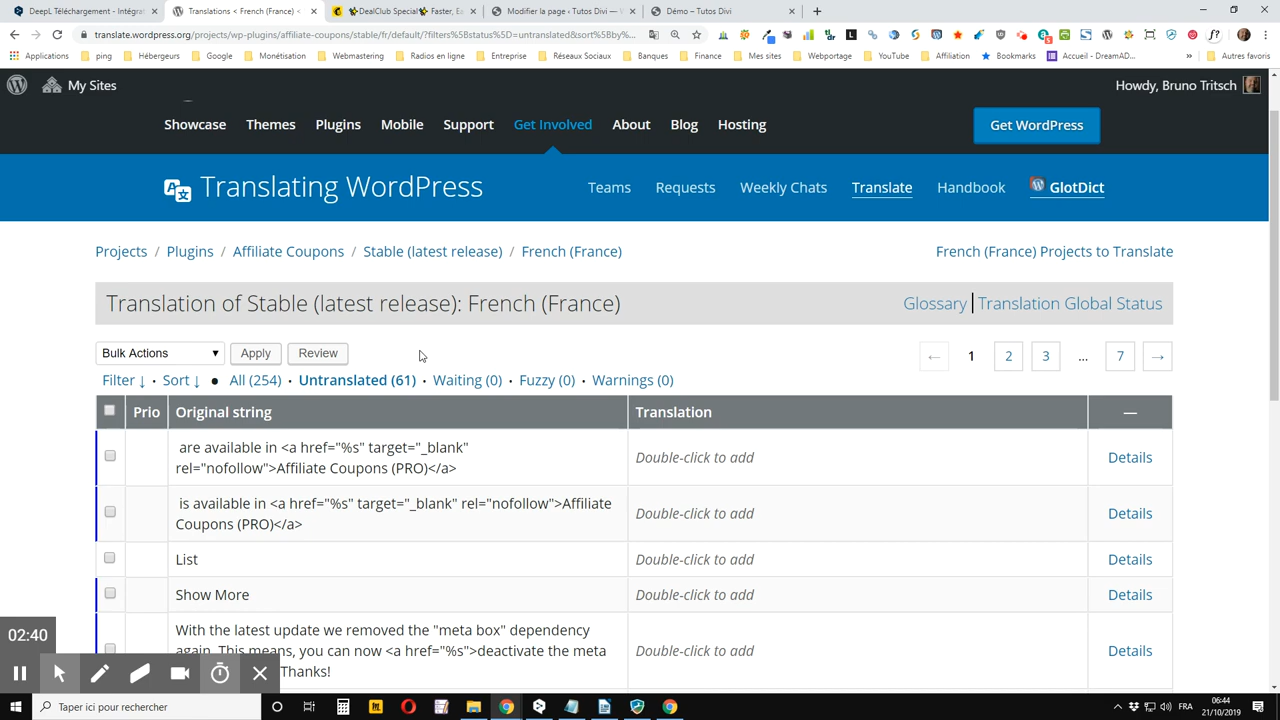 DeepL Téléchargement - Intégrat
Translations < French (France) <
DealClub Special Faster, Ea
Modifier la page ‹ Tutos Divi — W
Démo – Tutos Divi
translate.wordpress.org/projects/wp-plugins/affiliate-coupons/stable/fr/default/?filters%5Bstatus%5D=untranslated&sort%5Bby%...
Applications ping Hébergeurs Google Monétisation Webmastering Radios en ligne Entreprise Réseaux Sociaux Banques Finance Mes sites Webportage YouTube Affiliation Bookmarks Accueil - DreamAD... » Autres favoris
My Sites Howdy, Bruno Tritsch
Showcase Themes Plugins Mobile Support Get Involved About Blog Hosting Get WordPress
Translating WordPress Teams Requests Weekly Chats Translate Handbook GlotDict
Projects / Plugins / Affiliate Coupons / Stable (latest release) / French (France) French (France) Projects to Translate
Translation of Stable (latest release): French (France) Glossary | Translation Global Status
Bulk Actions Apply Review ← 1 2 3 ... 7 →
Filter ↓ • Sort ↓ • All (254) • Untranslated (61) • Waiting (0) • Fuzzy (0) • Warnings (0)
Prio Original string Translation —
are available in <a href="%s" target="_blank"
rel="nofollow">Affiliate Coupons (PRO)</a>
Double-click to add Details
is available in <a href="%s" target="_blank" rel="nofollow">Affiliate
Coupons (PRO)</a>
Double-click to add Details
List Double-click to add Details
Show More Double-click to add Details
With the latest update we removed the "meta box" dependency
again. This means, you can now <a href="%s">deactivate the meta
Thanks!
Double-click to add Details
02:40
Taper ici pour rechercher
FRA
06:44
21/10/2019